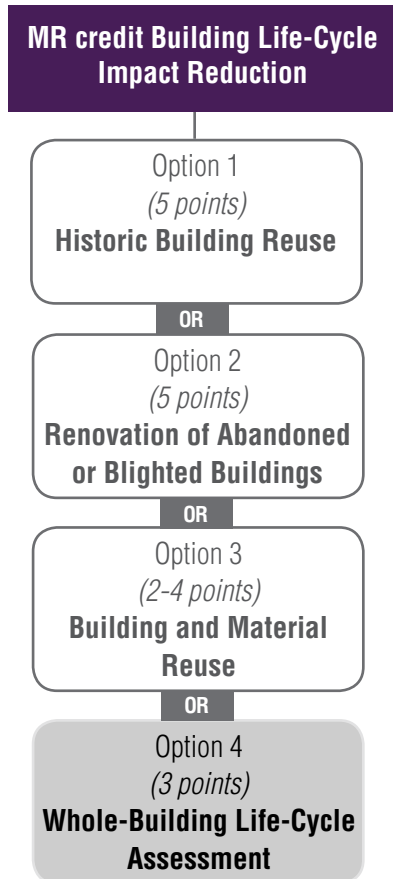 MR credit Building Life-Cycle
Impact Reduction
Option 1
(5 points)
Historic Building Reuse
OR
Option 2
(5 points)
Renovation of Abandoned
or Blighted Buildings
OR
Option 3
(2-4 points)
Building and Material
Reuse
OR
Option 4
(3 points)
Whole-Building Life-Cycle
Assessment